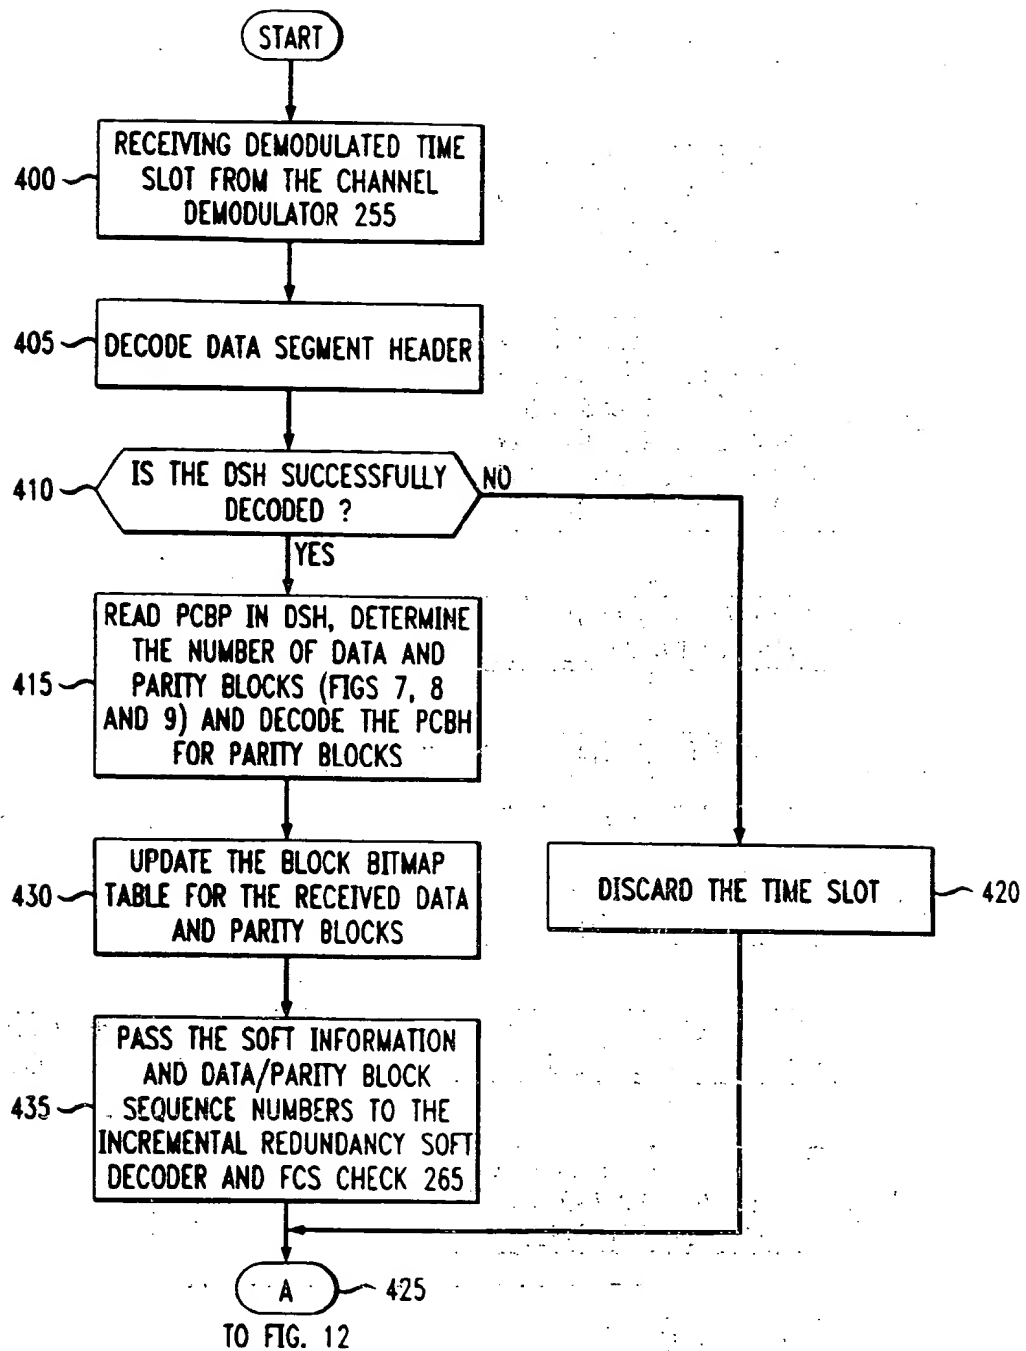 START
RECEIVING DEMODULATED TIME
SLOT FROM THE CHANNEL
DEMODULATOR 255
400
405
DECODE DATA SEGMENT HEADER
410
IS THE DSH SUCCESSFULLY
DECODED ?
NO
YES
READ PCBP IN DSH, DETERMINE
THE NUMBER OF DATA AND
PARITY BLOCKS (FIGS 7, 8
AND 9) AND DECODE THE PCBH
FOR PARITY BLOCKS
415
UPDATE THE BLOCK BITMAP
TABLE FOR THE RECEIVED DATA
AND PARITY BLOCKS
430
DISCARD THE TIME SLOT
420
PASS THE SOFT INFORMATION
AND DATA/PARITY BLOCK
SEQUENCE NUMBERS TO THE
INCREMENTAL REDUNDANCY SOFT
DECODER AND FCS CHECK 265
435
A
425
TO FIG. 12